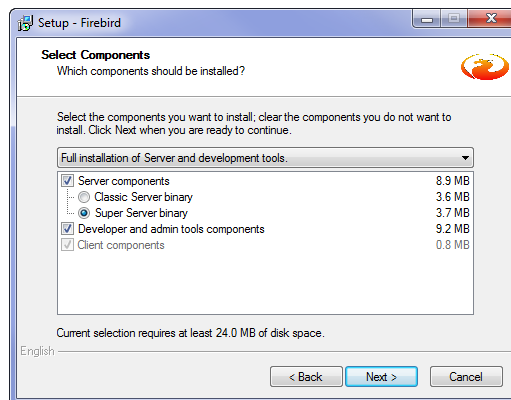 Setup - Firebird
Select Components
Which components should be installed?
Select the components you want to install; clear the components you do not want to
install. Click Next when you are ready to continue.
Full installation of Server and development tools.
Server components 8.9 MB
Classic Server binary 3.6 MB
Super Server binary 3.7 MB
Developer and admin tools components 9.2 MB
Client components 0.8 MB
Current selection requires at least 24.0 MB of disk space.
English
< Back Next > Cancel